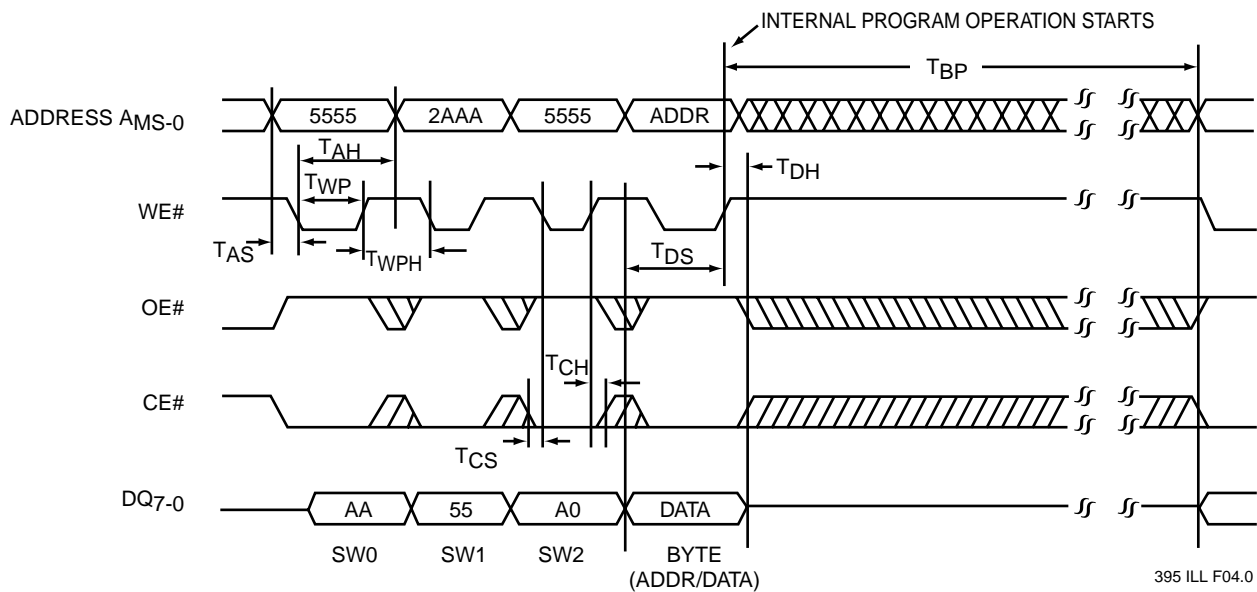 INTERNAL PROGRAM OPERATION STARTS
TBP
ADDRESS AMS-0
5555
2AAA
5555
ADDR
TAH
TDH
TWP
WE#
TAS
TWPH
TDS
OE#
TCH
CE#
TCS
DQ7-0
AA
55
A0
DATA
SW0
SW1
SW2
BYTE
(ADDR/DATA)
395 ILL F04.0